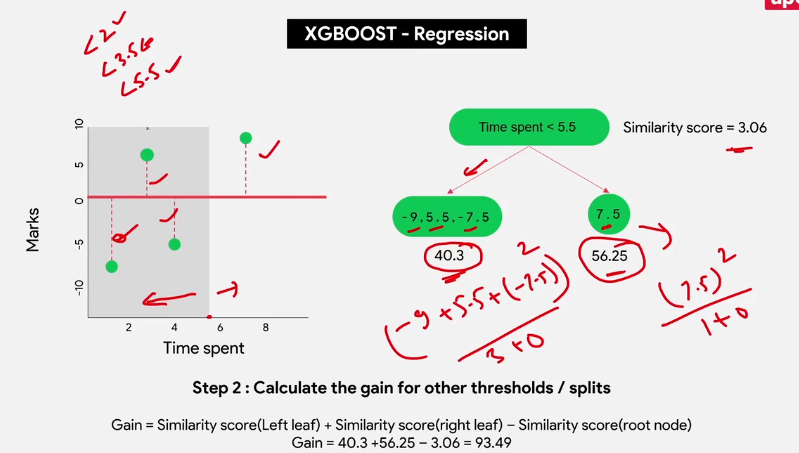 XGBOOST - Regression
<2
<3.5
<5.5
Time spent < 5.5
Similarity score = 3.06
-9,5.5,-7.5
7.5
40.3
56.25
(-9+5.5+(-7.5))²
3+0
(7.5)²
1+0
10
5
0
-5
-10
Marks
2 4 6 8
Time spent
Step 2 : Calculate the gain for other thresholds / splits
Gain = Similarity score(Left leaf) + Similarity score(right leaf) − Similarity score(root node)
Gain = 40.3 +56.25 – 3.06 = 93.49